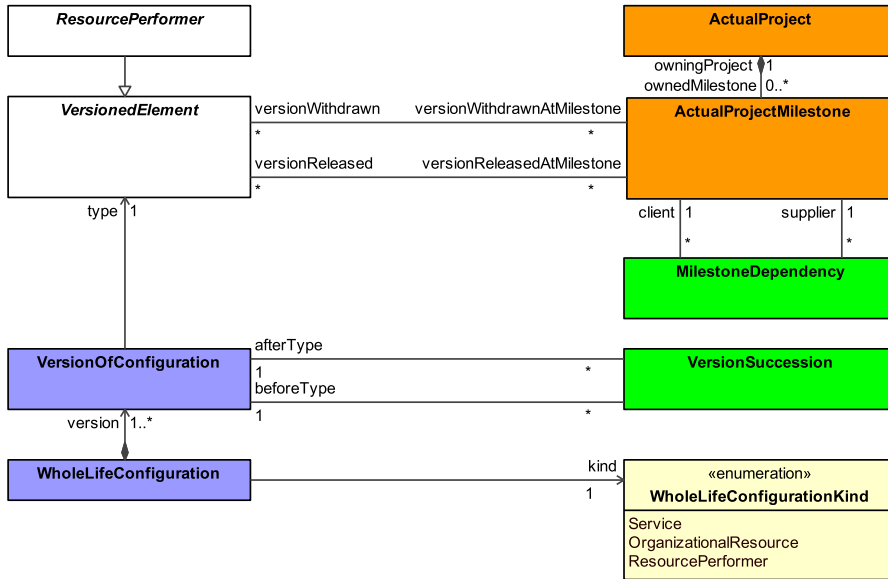 ResourcePerformer
ActualProject
owningProject 1
ownedMilestone 0..*
VersionedElement
versionWithdrawn versionWithdrawnAtMilestone
* *
ActualProjectMilestone
versionReleased versionReleasedAtMilestone
* *
type 1
client 1 supplier 1
* *
MilestoneDependency
afterType
VersionOfConfiguration
1 *
VersionSuccession
beforeType
1 *
version 1..*
WholeLifeConfiguration
kind
1
«enumeration»
WholeLifeConfigurationKind
Service
OrganizationalResource
ResourcePerformer